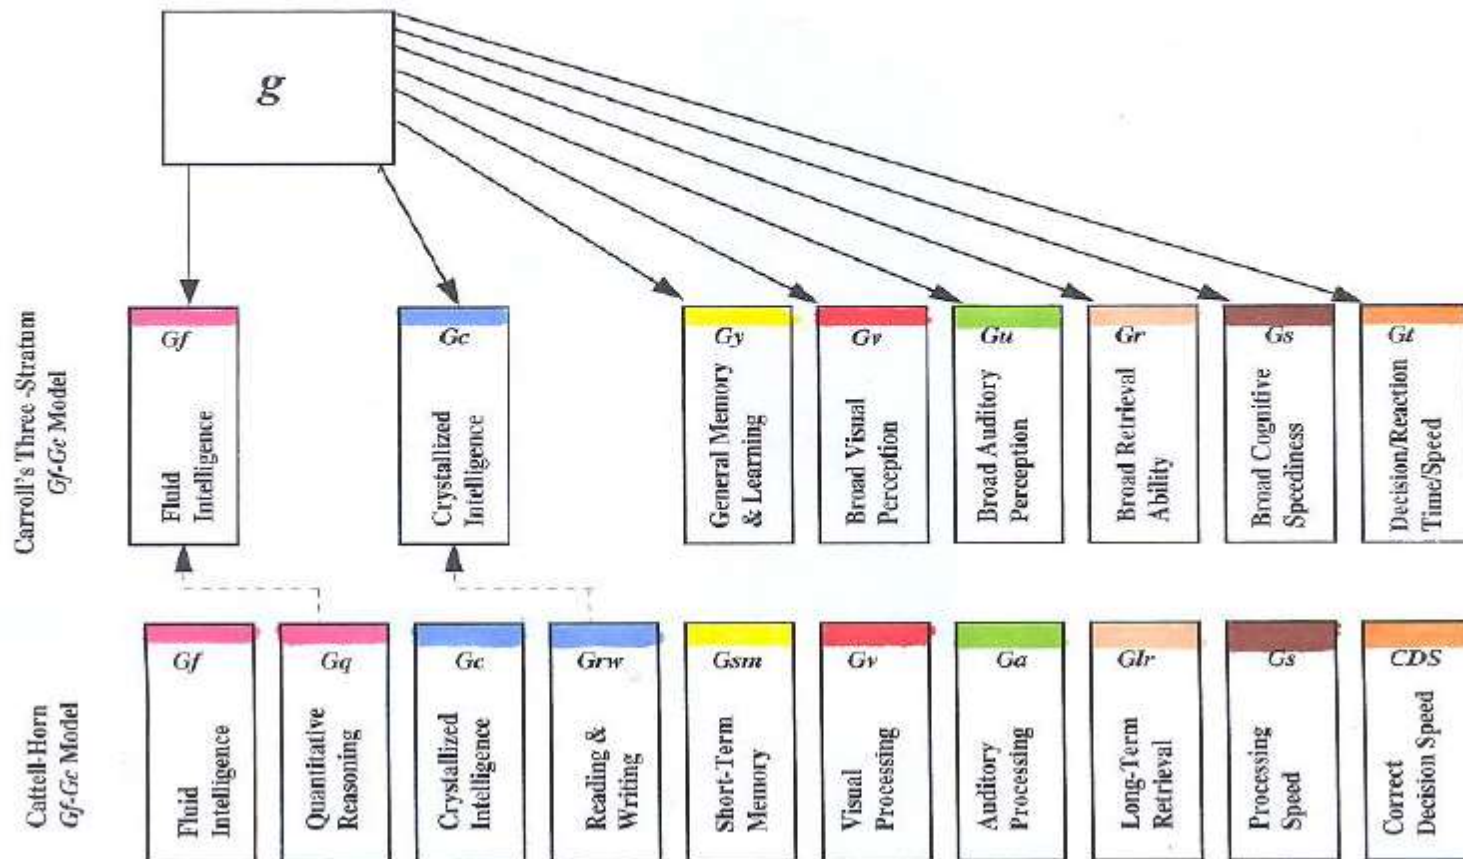 g
Carroll's Three -Stratum
Gf-Gc Model
Gf
Fluid
Intelligence
Gc
Crystallized
Intelligence
Gy
General Memory
& Learning
Gv
Broad Visual
Perception
Gu
Broad Auditory
Perception
Gr
Broad Retrieval
Ability
Gs
Broad Cognitive
Speediness
Gt
Decision/Reaction
Time/Speed
Cattell-Horn
Gf-Gc Model
Gf
Fluid
Intelligence
Gq
Quantitative
Reasoning
Gc
Crystallized
Intelligence
Grw
Reading &
Writing
Gsm
Short-Term
Memory
Gv
Visual
Processing
Ga
Auditory
Processing
Glr
Long-Term
Retrieval
Gs
Processing
Speed
CDS
Correct
Decision Speed